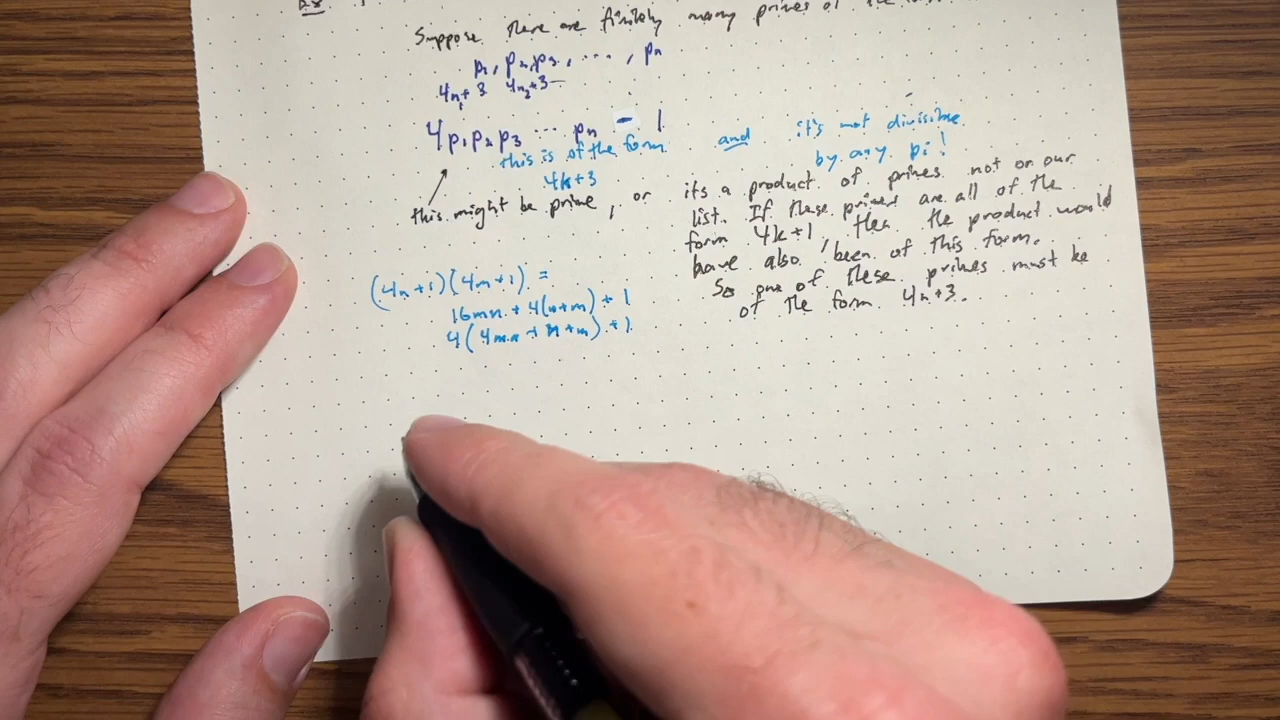 Suppose there are finitely many primes of the
p1, p2, p3, ..., pn
4n1+3 4n2+3
4p1p2p3 ... pn - 1
this is of the form
4k+3
and
it's not divisible
by any pi!
this might be prime, or
its a product of primes not on our
list. If these primes are all of the
form 4k+1, then the product would
have also been of this form.
So one of these primes must be
of the form 4n+3.
(4n+1)(4m+1) =
16mn + 4(n+m) + 1
4(4mn + n+m) + 1